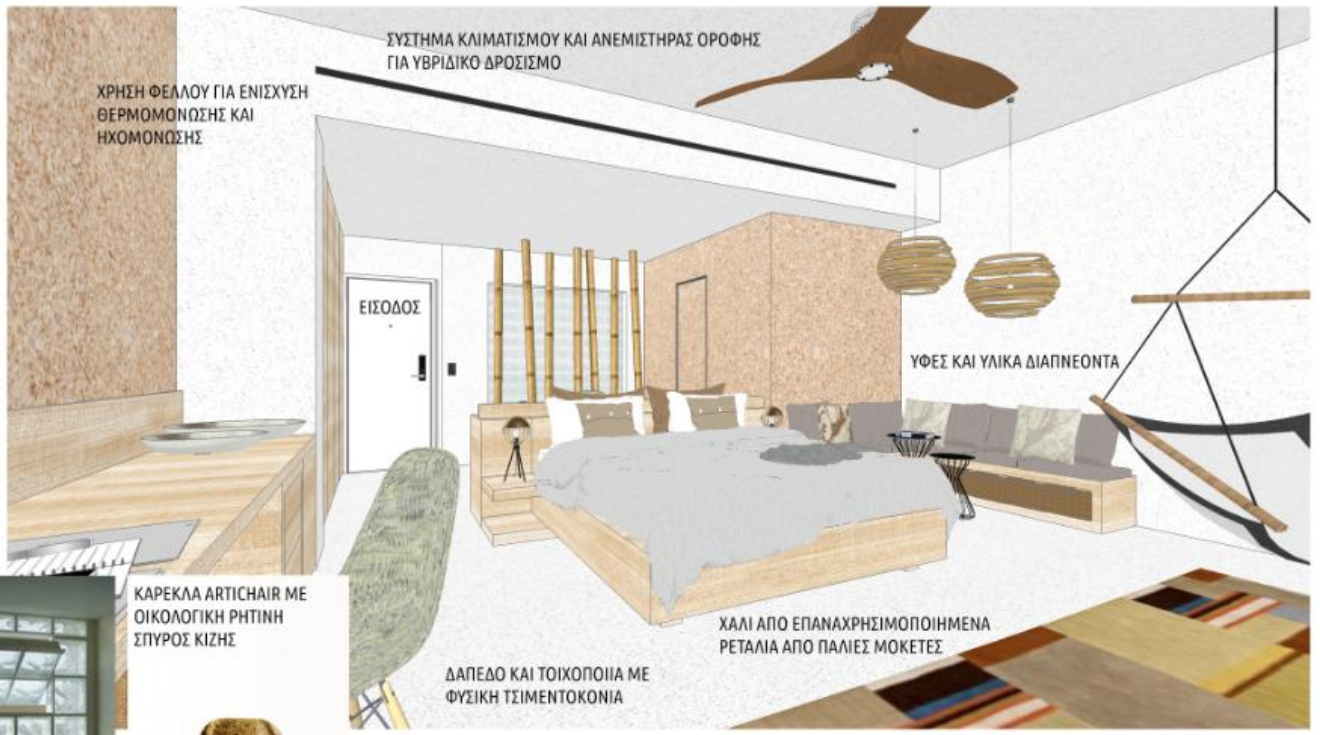 ΣΥΣΤΗΜΑ ΚΛΙΜΑΤΙΣΜΟΥ ΚΑΙ ΑΝΕΜΙΣΤΗΡΑΣ ΟΡΟΦΗΣ
ΓΙΑ ΥΒΡΙΔΙΚΟ ΔΡΟΣΙΣΜΟ
ΧΡΗΣΗ ΦΕΛΛΟΥ ΓΙΑ ΕΝΙΣΧΥΣΗ
ΘΕΡΜΟΜΟΝΩΣΗΣ ΚΑΙ
ΗΧΟΜΟΝΩΣΗΣ
ΕΙΣΟΔΟΣ
ΥΦΕΣ ΚΑΙ ΥΛΙΚΑ ΔΙΑΠΝΕΟΝΤΑ
ΚΑΡΕΚΛΑ ARTICHAIR ΜΕ
ΟΙΚΟΛΟΓΙΚΗ ΡΗΤΙΝΗ
ΣΠΥΡΟΣ ΚΙΖΗΣ
ΧΑΛΙ ΑΠΟ ΕΠΑΝΑΧΡΗΣΙΜΟΠΟΙΗΜΕΝΑ
ΡΕΤΑΛΙΑ ΑΠΟ ΠΑΛΙΕΣ ΜΟΚΕΤΕΣ
ΔΑΠΕΔΟ ΚΑΙ ΤΟΙΧΟΠΟΙΙΑ ΜΕ
ΦΥΣΙΚΗ ΤΣΙΜΕΝΤΟΚΟΝΙΑ